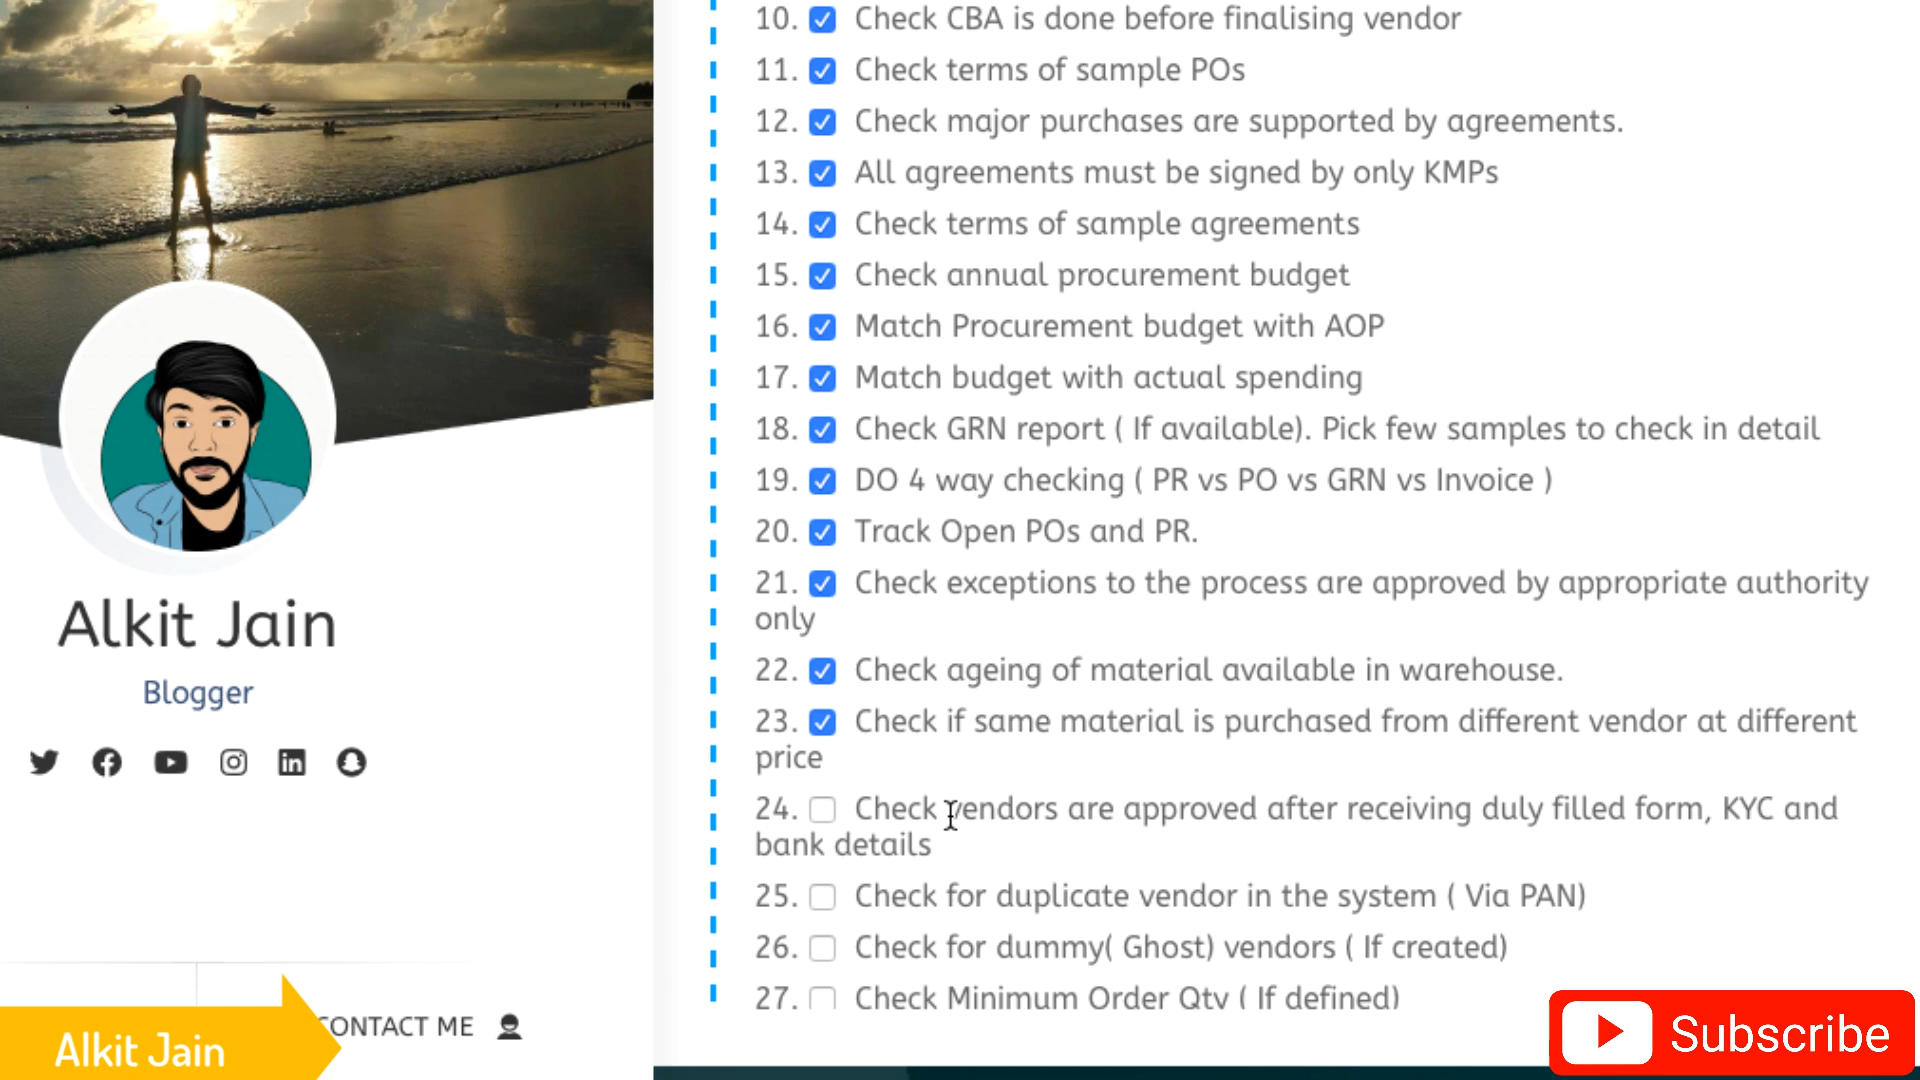 Alkit Jain
Blogger
CONTACT ME
Alkit Jain
10. Check CBA is done before finalising vendor
11. Check terms of sample POs
12. Check major purchases are supported by agreements.
13. All agreements must be signed by only KMPs
14. Check terms of sample agreements
15. Check annual procurement budget
16. Match Procurement budget with AOP
17. Match budget with actual spending
18. Check GRN report ( If available). Pick few samples to check in detail
19. DO 4 way checking ( PR vs PO vs GRN vs Invoice )
20. Track Open POs and PR.
21. Check exceptions to the process are approved by appropriate authority
only
22. Check ageing of material available in warehouse.
23. Check if same material is purchased from different vendor at different
price
24. Check vendors are approved after receiving duly filled form, KYC and
bank details
25. Check for duplicate vendor in the system ( Via PAN)
26. Check for dummy( Ghost) vendors ( If created)
27. Check Minimum Order Qty ( If defined)
Subscribe